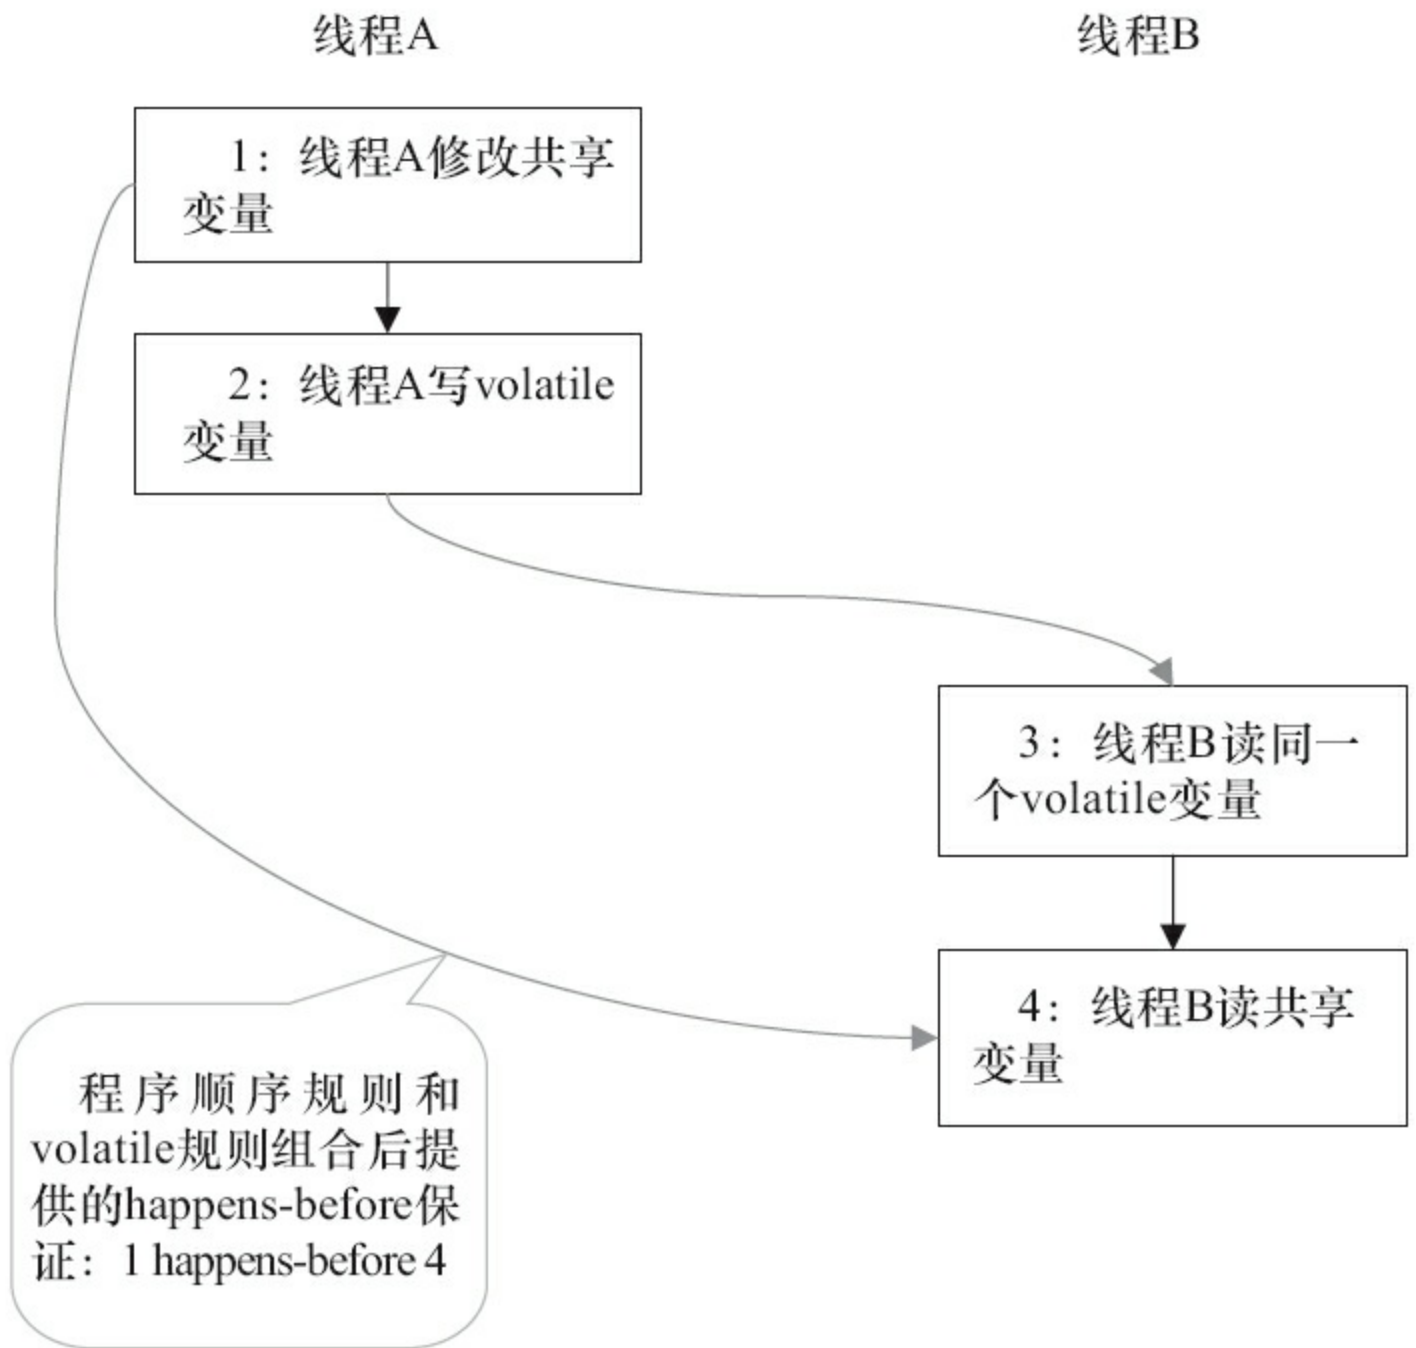 线程A
线程B
1：线程A修改共享
变量
2：线程A写volatile
变量
3：线程B读同一
个volatile变量
4：线程B读共享
变量
程序顺序规则和
volatile规则组合后提
供的happens-before保
证：1 happens-before 4